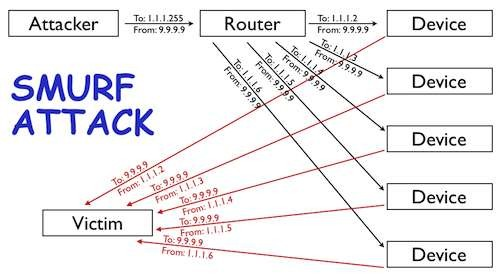 Attacker
To: 1.1.1.255
From: 9.9.9.9
Router
To: 1.1.1.2
From: 9.9.9.9
Device
To: 1.1.1.3
From: 9.9.9.9
Device
To: 1.1.1.4
From: 9.9.9.9
Device
To: 1.1.1.5
From: 9.9.9.9
Device
To: 1.1.1.6
From: 9.9.9.9
Device
SMURF
ATTACK
To: 9.9.9.9
From: 1.1.1.2
To: 9.9.9.9
From: 1.1.1.3
To: 9.9.9.9
From: 1.1.1.4
To: 9.9.9.9
From: 1.1.1.5
To: 9.9.9.9
From: 1.1.1.6
Victim